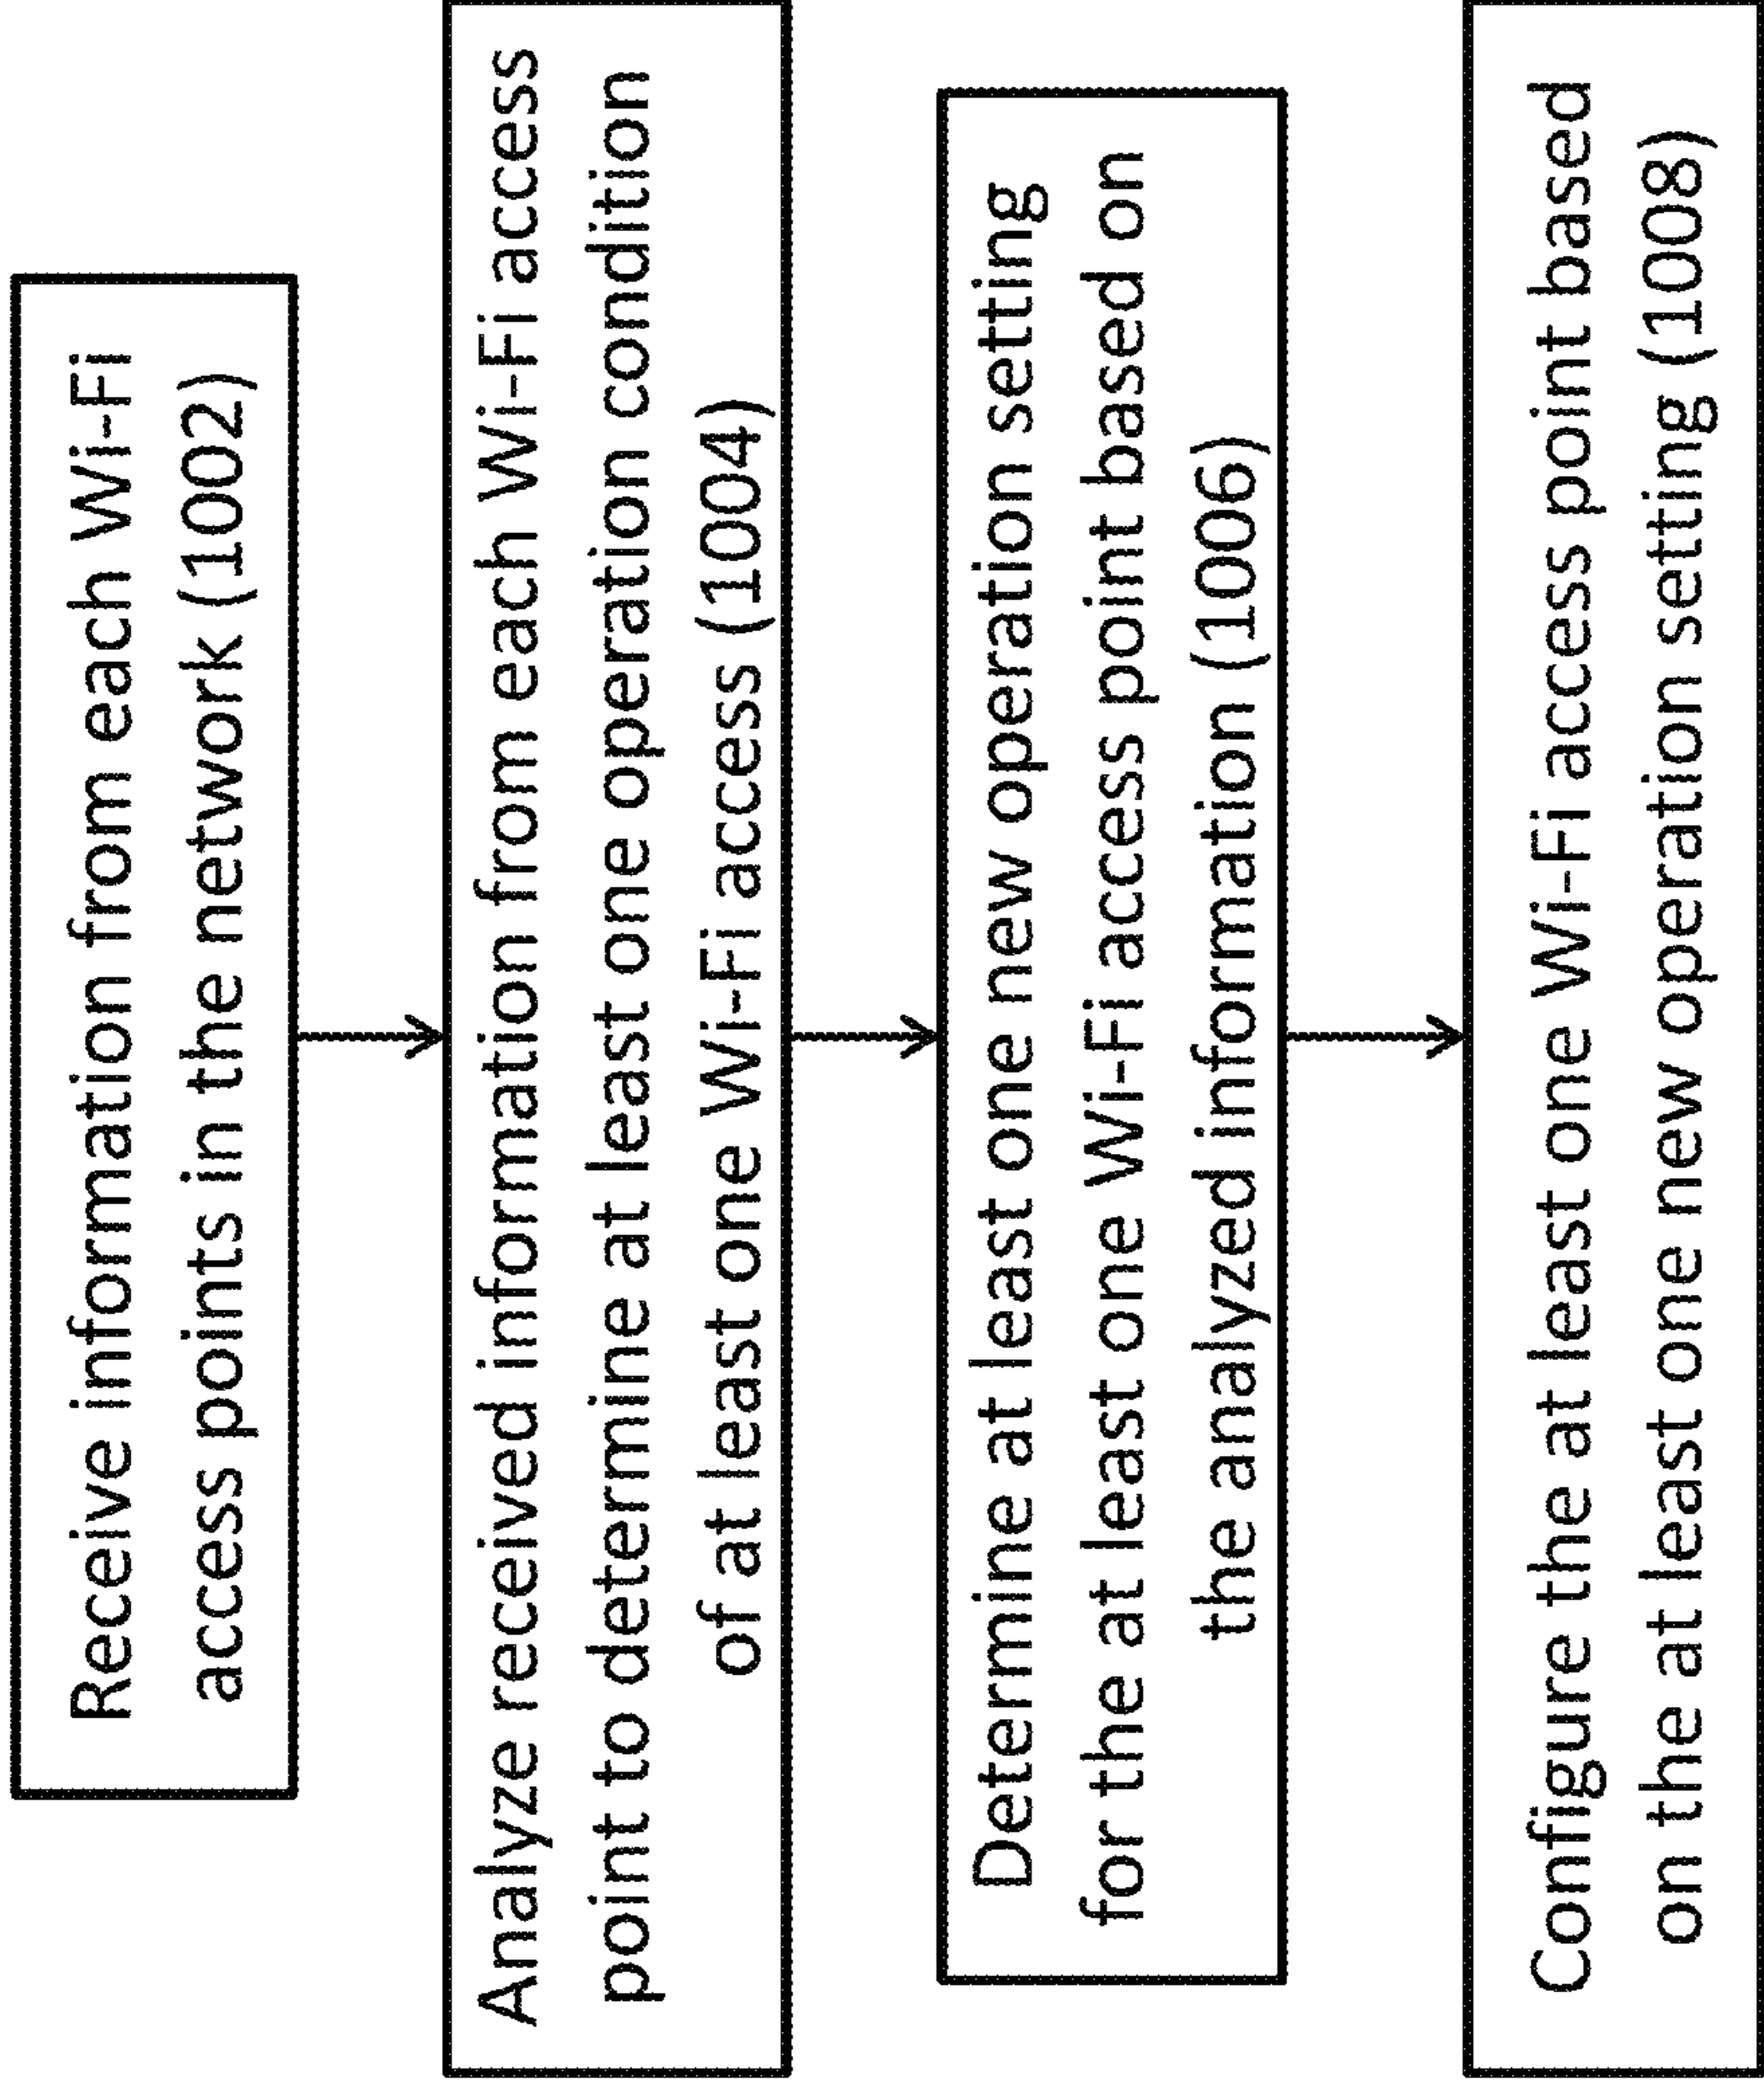 Receive information from each Wi-Fi
access points in the network (1002)
Analyze received information from each Wi-Fi access
point to determine at least one operation condition
of at least one Wi-Fi access (1004)
Determine at least one new operation setting
for the at least one Wi-Fi access point based on
the analyzed information (1006)
Configure the at least one Wi-Fi access point based
on the at least one new operation setting (1008)